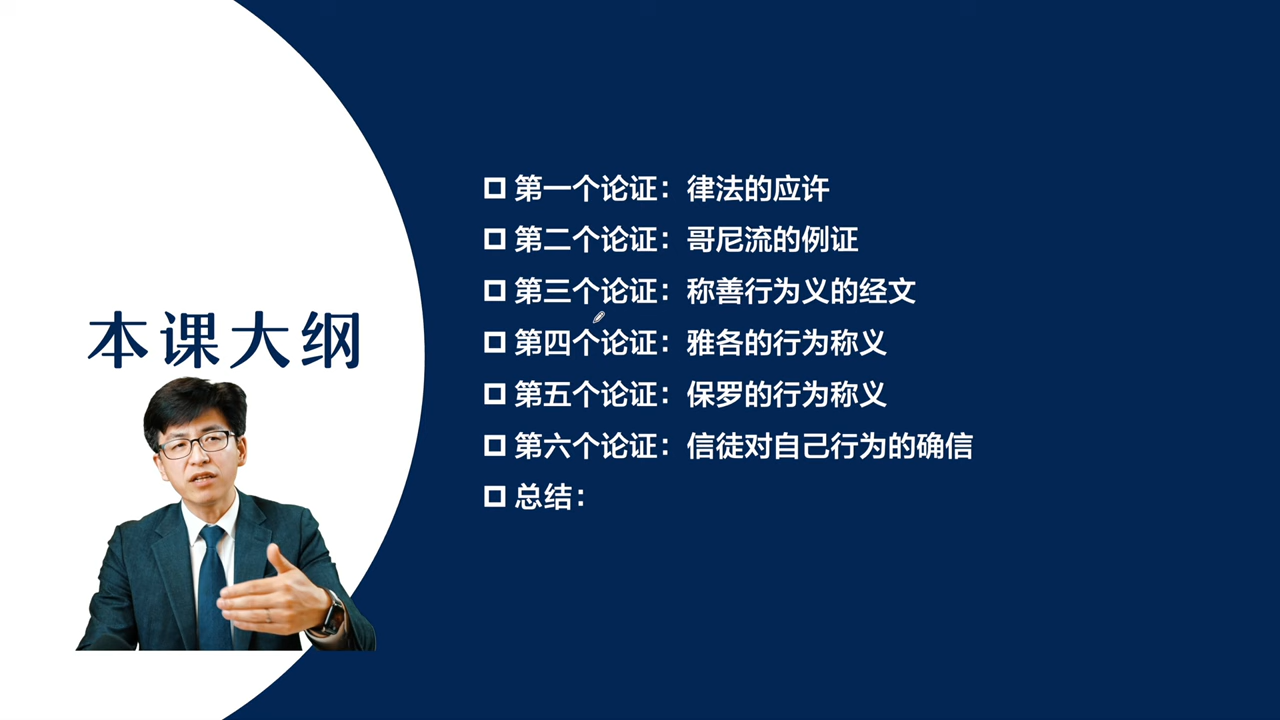 本课大纲
第一个论证：律法的应许
第二个论证：哥尼流的例证
第三个论证：称善行为义的经文
第四个论证：雅各的行为称义
第五个论证：保罗的行为称义
第六个论证：信徒对自己行为的确信
总结：